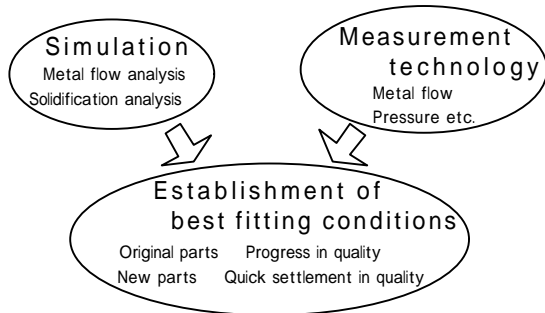 Simulation
Metal flow analysis
Solidification analysis
Measurement
technology
Metal flow
Pressure etc.
Establishment of
best fitting conditions
Original parts Progress in quality
New parts Quick settlement in quality